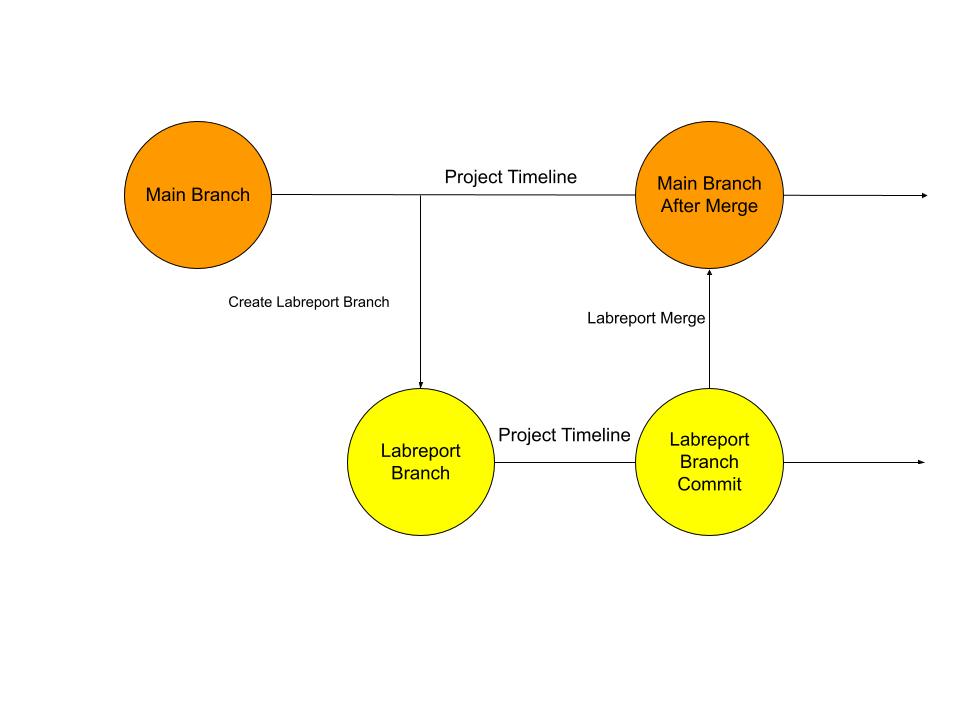 Project Timeline
Main Branch
Main Branch
After Merge
Create Labreport Branch
Labreport Merge
Project Timeline
Labreport
Branch
Labreport
Branch
Commit